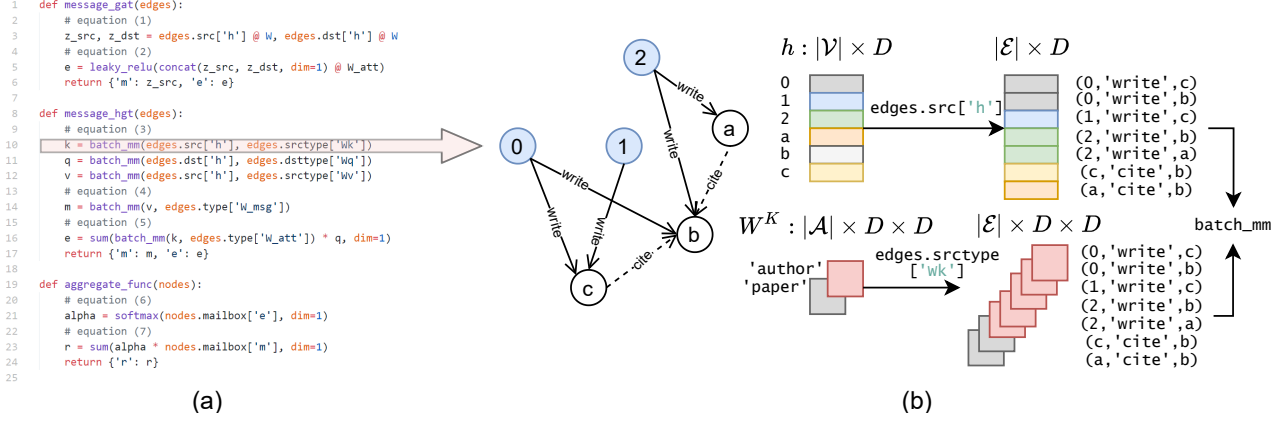 1 def message_gat(edges):
2 # equation (1)
3 z_src, z_dst = edges.src['h'] @ W, edges.dst['h'] @ W
4 # equation (2)
5 e = leaky_relu(concat(z_src, z_dst, dim=1) @ W_att)
6 return {'m': z_src, 'e': e}
7
8 def message_hgt(edges):
9 # equation (3)
10 k = batch_mm(edges.src['h'], edges.srctype['Wk'])
11 q = batch_mm(edges.dst['h'], edges.dsttype['Wq'])
12 v = batch_mm(edges.src['h'], edges.srctype['Wv'])
13 # equation (4)
14 m = batch_mm(v, edges.type['W_msg'])
15 # equation (5)
16 e = sum(batch_mm(k, edges.type['W_att']) * q, dim=1)
17 return {'m': m, 'e': e}
18
19 def aggregate_func(nodes):
20 # equation (6)
21 alpha = softmax(nodes.mailbox['e'], dim=1)
22 # equation (7)
23 r = sum(alpha * nodes.mailbox['m'], dim=1)
24 return {'r': r}
25
(a)
2
write
a
0
1
write
write
cite
write
write
b
cite
c
h : |𝒱| × D
|ℰ| × D
0
1
2
a
b
c
edges.src['h']
(0,'write',c)
(0,'write',b)
(1,'write',c)
(2,'write',b)
(2,'write',a)
(c,'cite',b)
(a,'cite',b)
batch_mm
W^K : |𝒜| × D × D
|ℰ| × D × D
'author'
'paper'
edges.srctype
['Wk']
(0,'write',c)
(0,'write',b)
(1,'write',c)
(2,'write',b)
(2,'write',a)
(c,'cite',b)
(a,'cite',b)
(b)